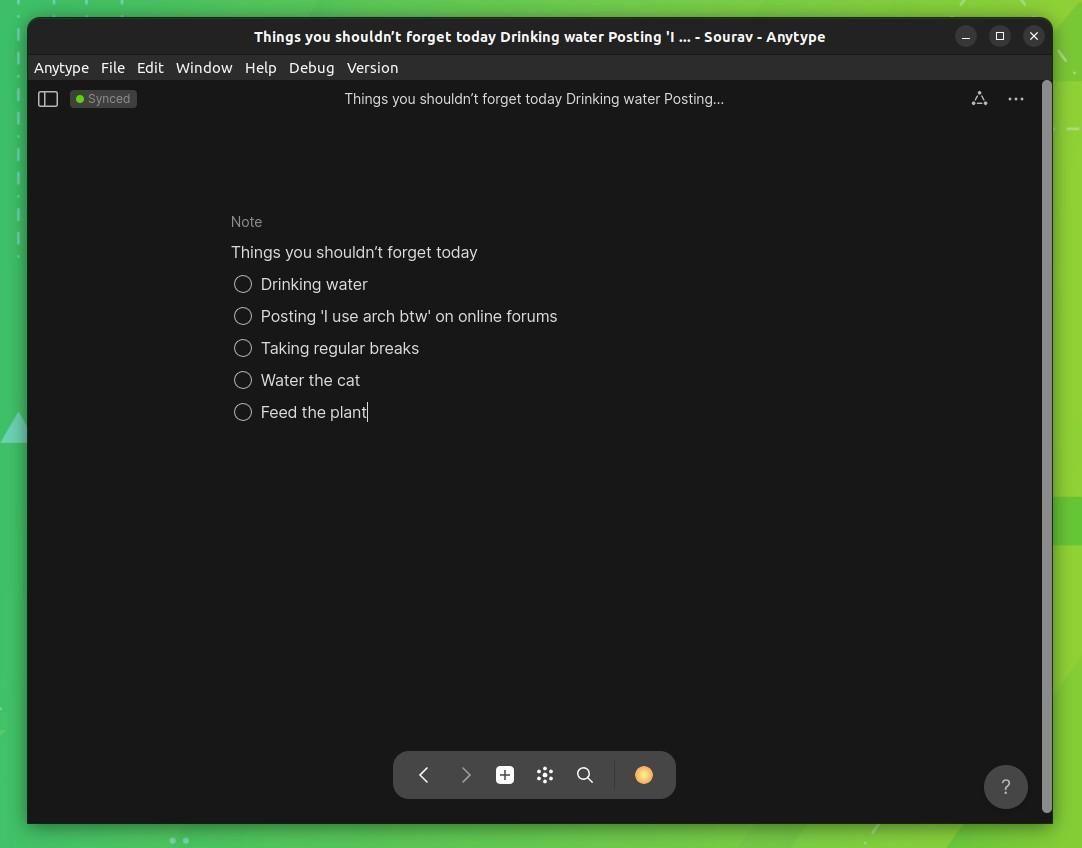 Things you shouldn’t forget today Drinking water Posting 'I ... - Sourav - Anytype
Anytype File Edit Window Help Debug Version
Synced
Things you shouldn’t forget today Drinking water Posting...
Note
Things you shouldn’t forget today
Drinking water
Posting 'I use arch btw' on online forums
Taking regular breaks
Water the cat
Feed the plant
?